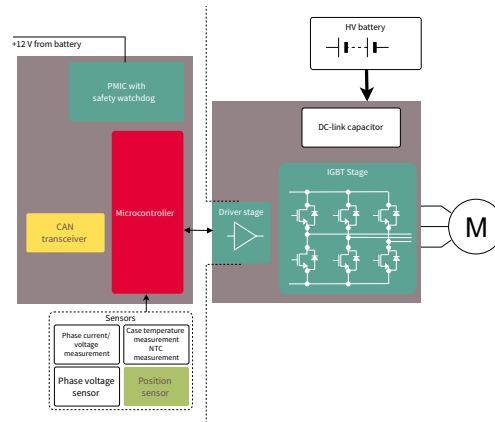 HV battery
+12 V from battery
PMIC with
safety watchdog
DC-link capacitor
Microcontroller
IGBT Stage
Driver stage
CAN
transceiver
M
Sensors
Phase current/
voltage
measurement
Case temperature
measurement
NTC
measurement
Phase voltage
sensor
Position
sensor